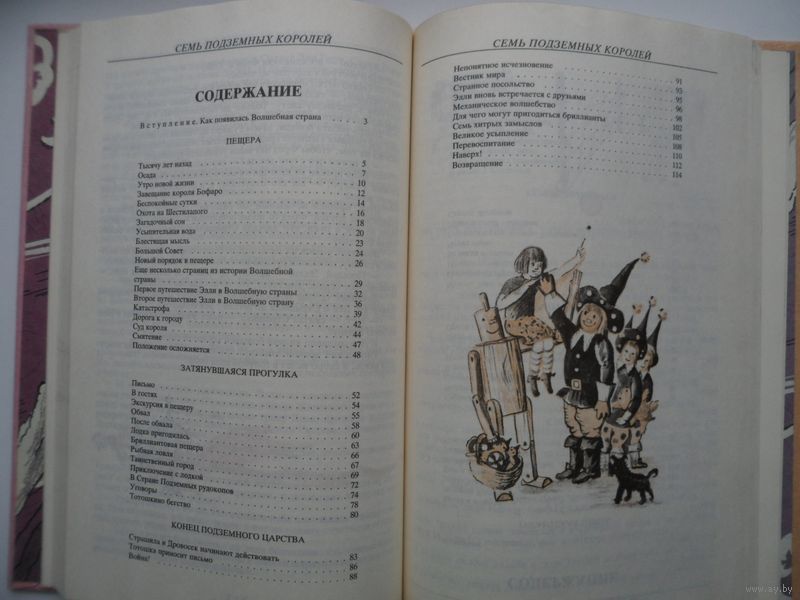 СЕМЬ ПОДЗЕМНЫХ КОРОЛЕЙ
СОДЕРЖАНИЕ
Вступление. Как появилась Волшебная страна . . . . . 3
ПЕЩЕРА
Тысячу лет назад 5
Осада 7
Утро новой жизни 10
Завещание короля Бофаро 12
Беспокойные сутки 14
Охота на Шестилапого 16
Загадочный сон 18
Усыпительная вода 20
Блестящая мысль 23
Большой Совет 24
Новый порядок в пещере 26
Еще несколько страниц из истории Волшебной
страны 29
Первое путешествие Элли в Волшебную страну 32
Второе путешествие Элли в Волшебную страну 36
Катастрофа 39
Дорога к городу 42
Суд короля 44
Смятение 47
Положение осложняется 48
ЗАТЯНУВШАЯСЯ ПРОГУЛКА
Письмо
В гостях 52
Экскурсия в пещеру 54
Обвал 55
После обвала 58
Лодка пригодилась 60
Бриллиантовая пещера 63
Рыбная ловля 66
Таинственный город 67
Приключение с лодкой 69
В Стране Подземных рудокопов 72
Уговоры 74
Тотошкино бегство 78
80
КОНЕЦ ПОДЗЕМНОГО ЦАРСТВА
Страшила и Дровосек начинают действовать
Тотошка приносит письмо 83
Война! 86
88
СЕМЬ ПОДЗЕМНЫХ КОРОЛЕЙ
Непонятное исчезновение
Вестник мира 91
Странное посольство 93
Элли вновь встречается с друзьями 95
Механическое волшебство 96
Для чего могут пригодиться бриллианты 98
Семь хитрых замыслов 102
Великое усыпление 105
Перевоспитание 108
Наверх! 110
Возвращение 112
114
www.ay.by